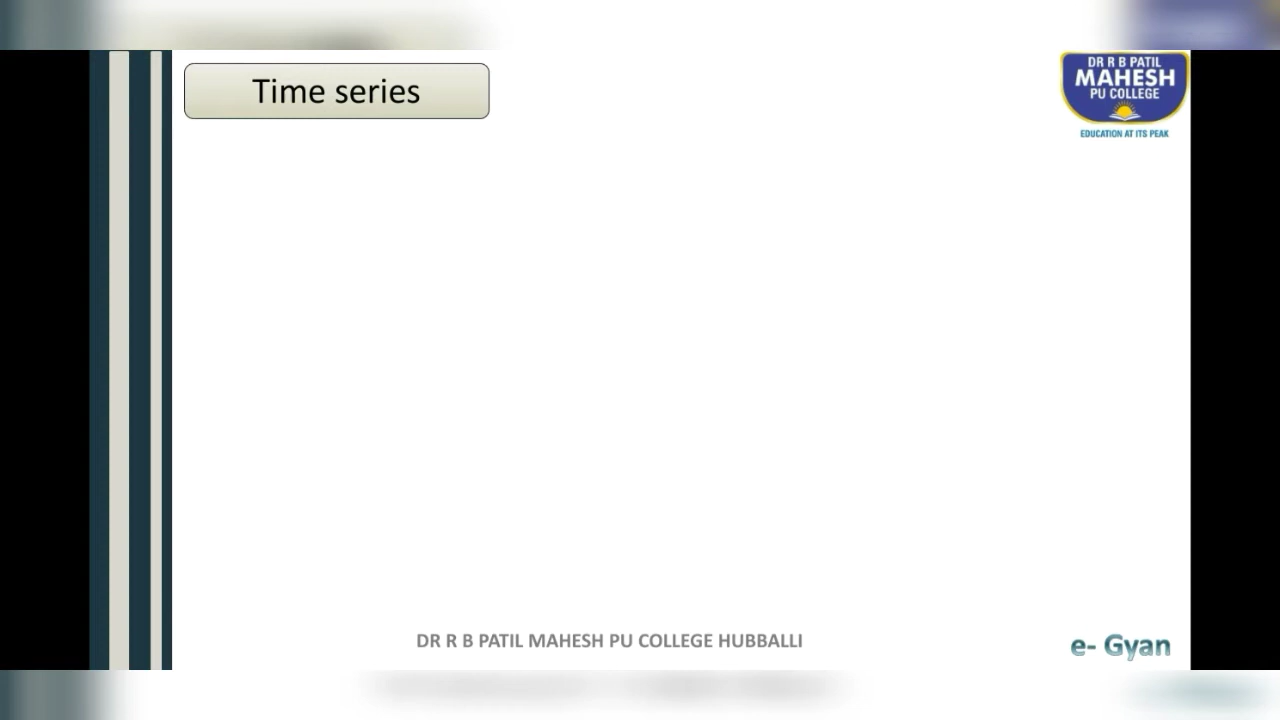 Time series
DR R B PATIL
MAHESH
PU COLLEGE
EDUCATION AT ITS PEAK
DR R B PATIL MAHESH PU COLLEGE HUBBALLI
e- Gyan